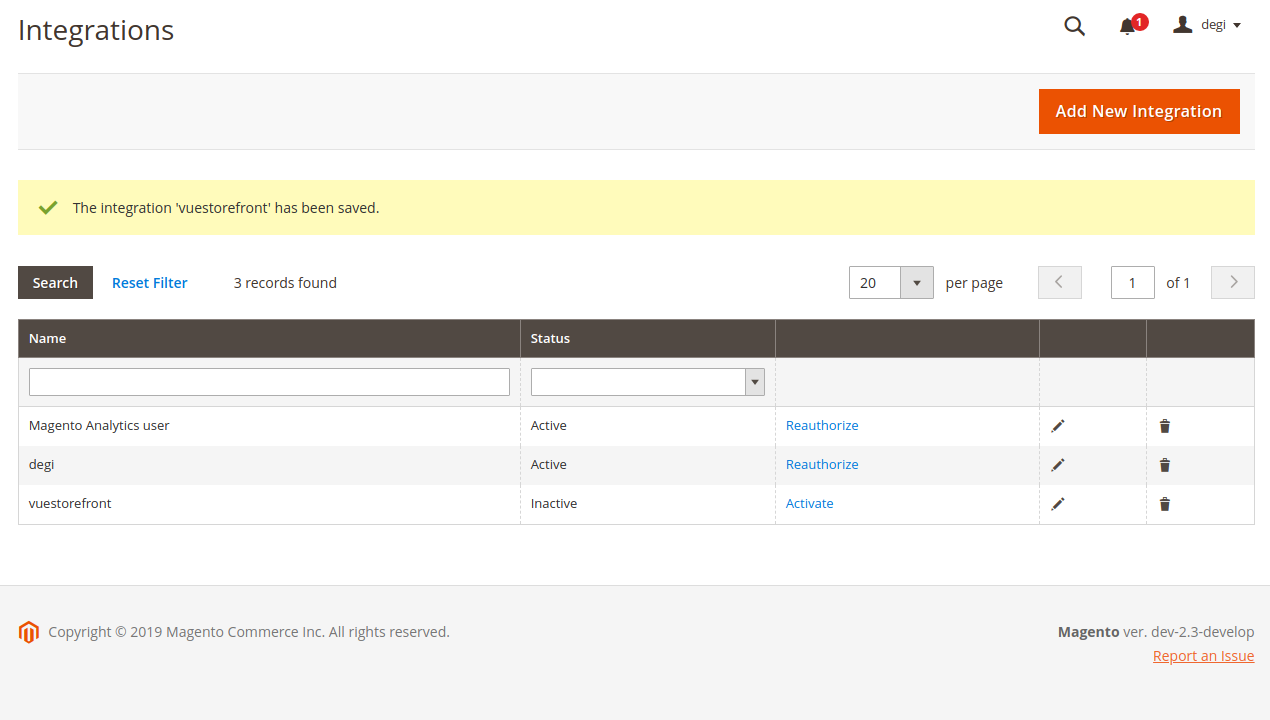 Integrations
1
degi
Add New Integration
The integration 'vuestorefront' has been saved.
Search Reset Filter 3 records found 20 per page 1 of 1
Name Status
Magento Analytics user Active Reauthorize
degi Active Reauthorize
vuestorefront Inactive Activate
Copyright © 2019 Magento Commerce Inc. All rights reserved. Magento ver. dev-2.3-develop
Report an Issue